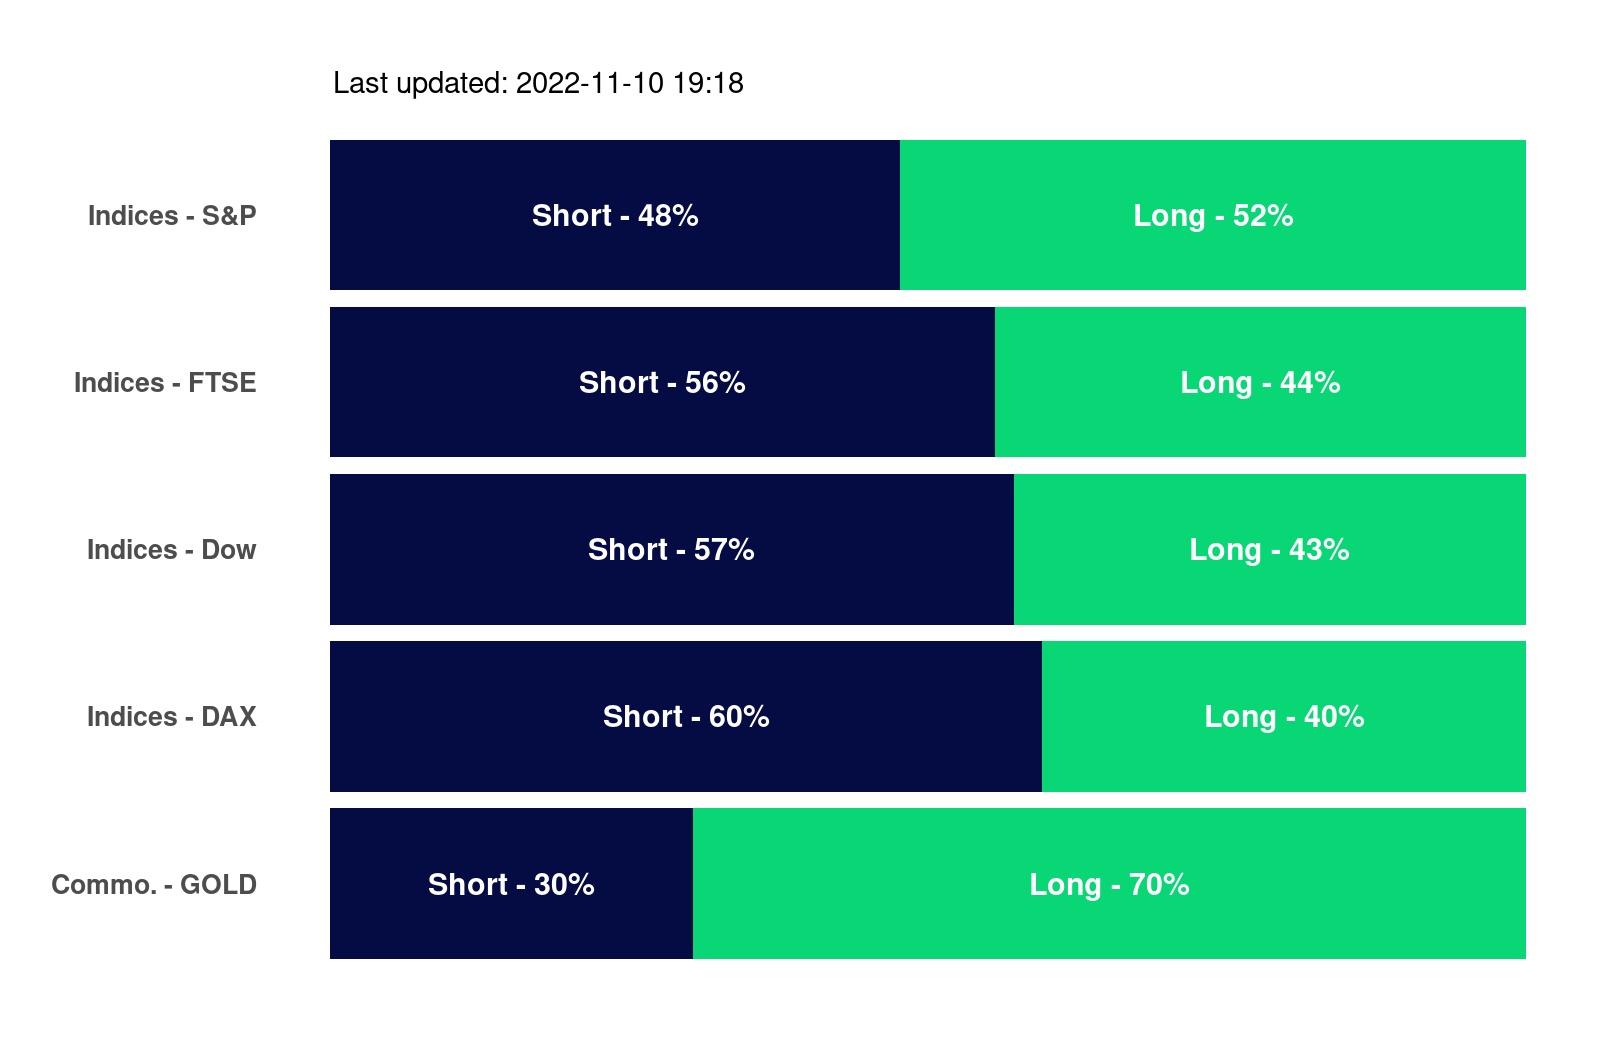 Last updated: 2022-11-10 19:18
Indices - S&P Short - 48% Long - 52%
Indices - FTSE Short - 56% Long - 44%
Indices - Dow Short - 57% Long - 43%
Indices - DAX Short - 60% Long - 40%
Commo. - GOLD Short - 30% Long - 70%